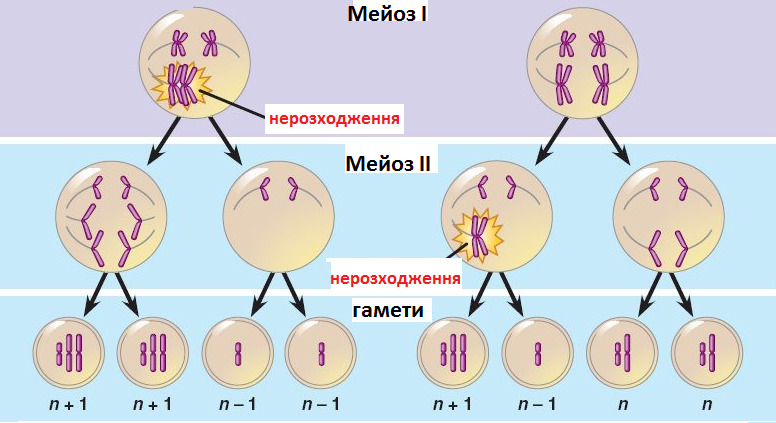 Мейоз I
нерозходження
Мейоз II
нерозходження
гамети
n + 1
n + 1
n – 1
n – 1
n + 1
n – 1
n
n